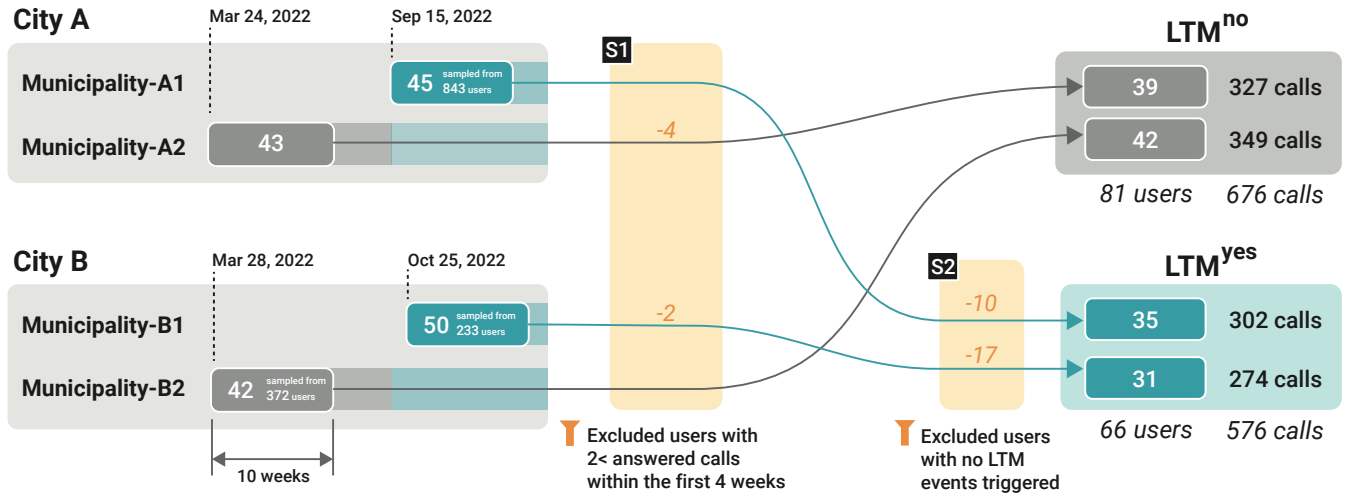 City A
Mar 24, 2022
Sep 15, 2022
Municipality-A1
45 sampled from
843 users
Municipality-A2
43
S1
-4
LTM^no
39 327 calls
42 349 calls
81 users 676 calls
City B
Mar 28, 2022
Oct 25, 2022
Municipality-B1
50 sampled from
233 users
Municipality-B2
42 sampled from
372 users
10 weeks
-2
Excluded users with
2< answered calls
within the first 4 weeks
S2
-10
-17
Excluded users
with no LTM
events triggered
LTM^yes
35 302 calls
31 274 calls
66 users 576 calls